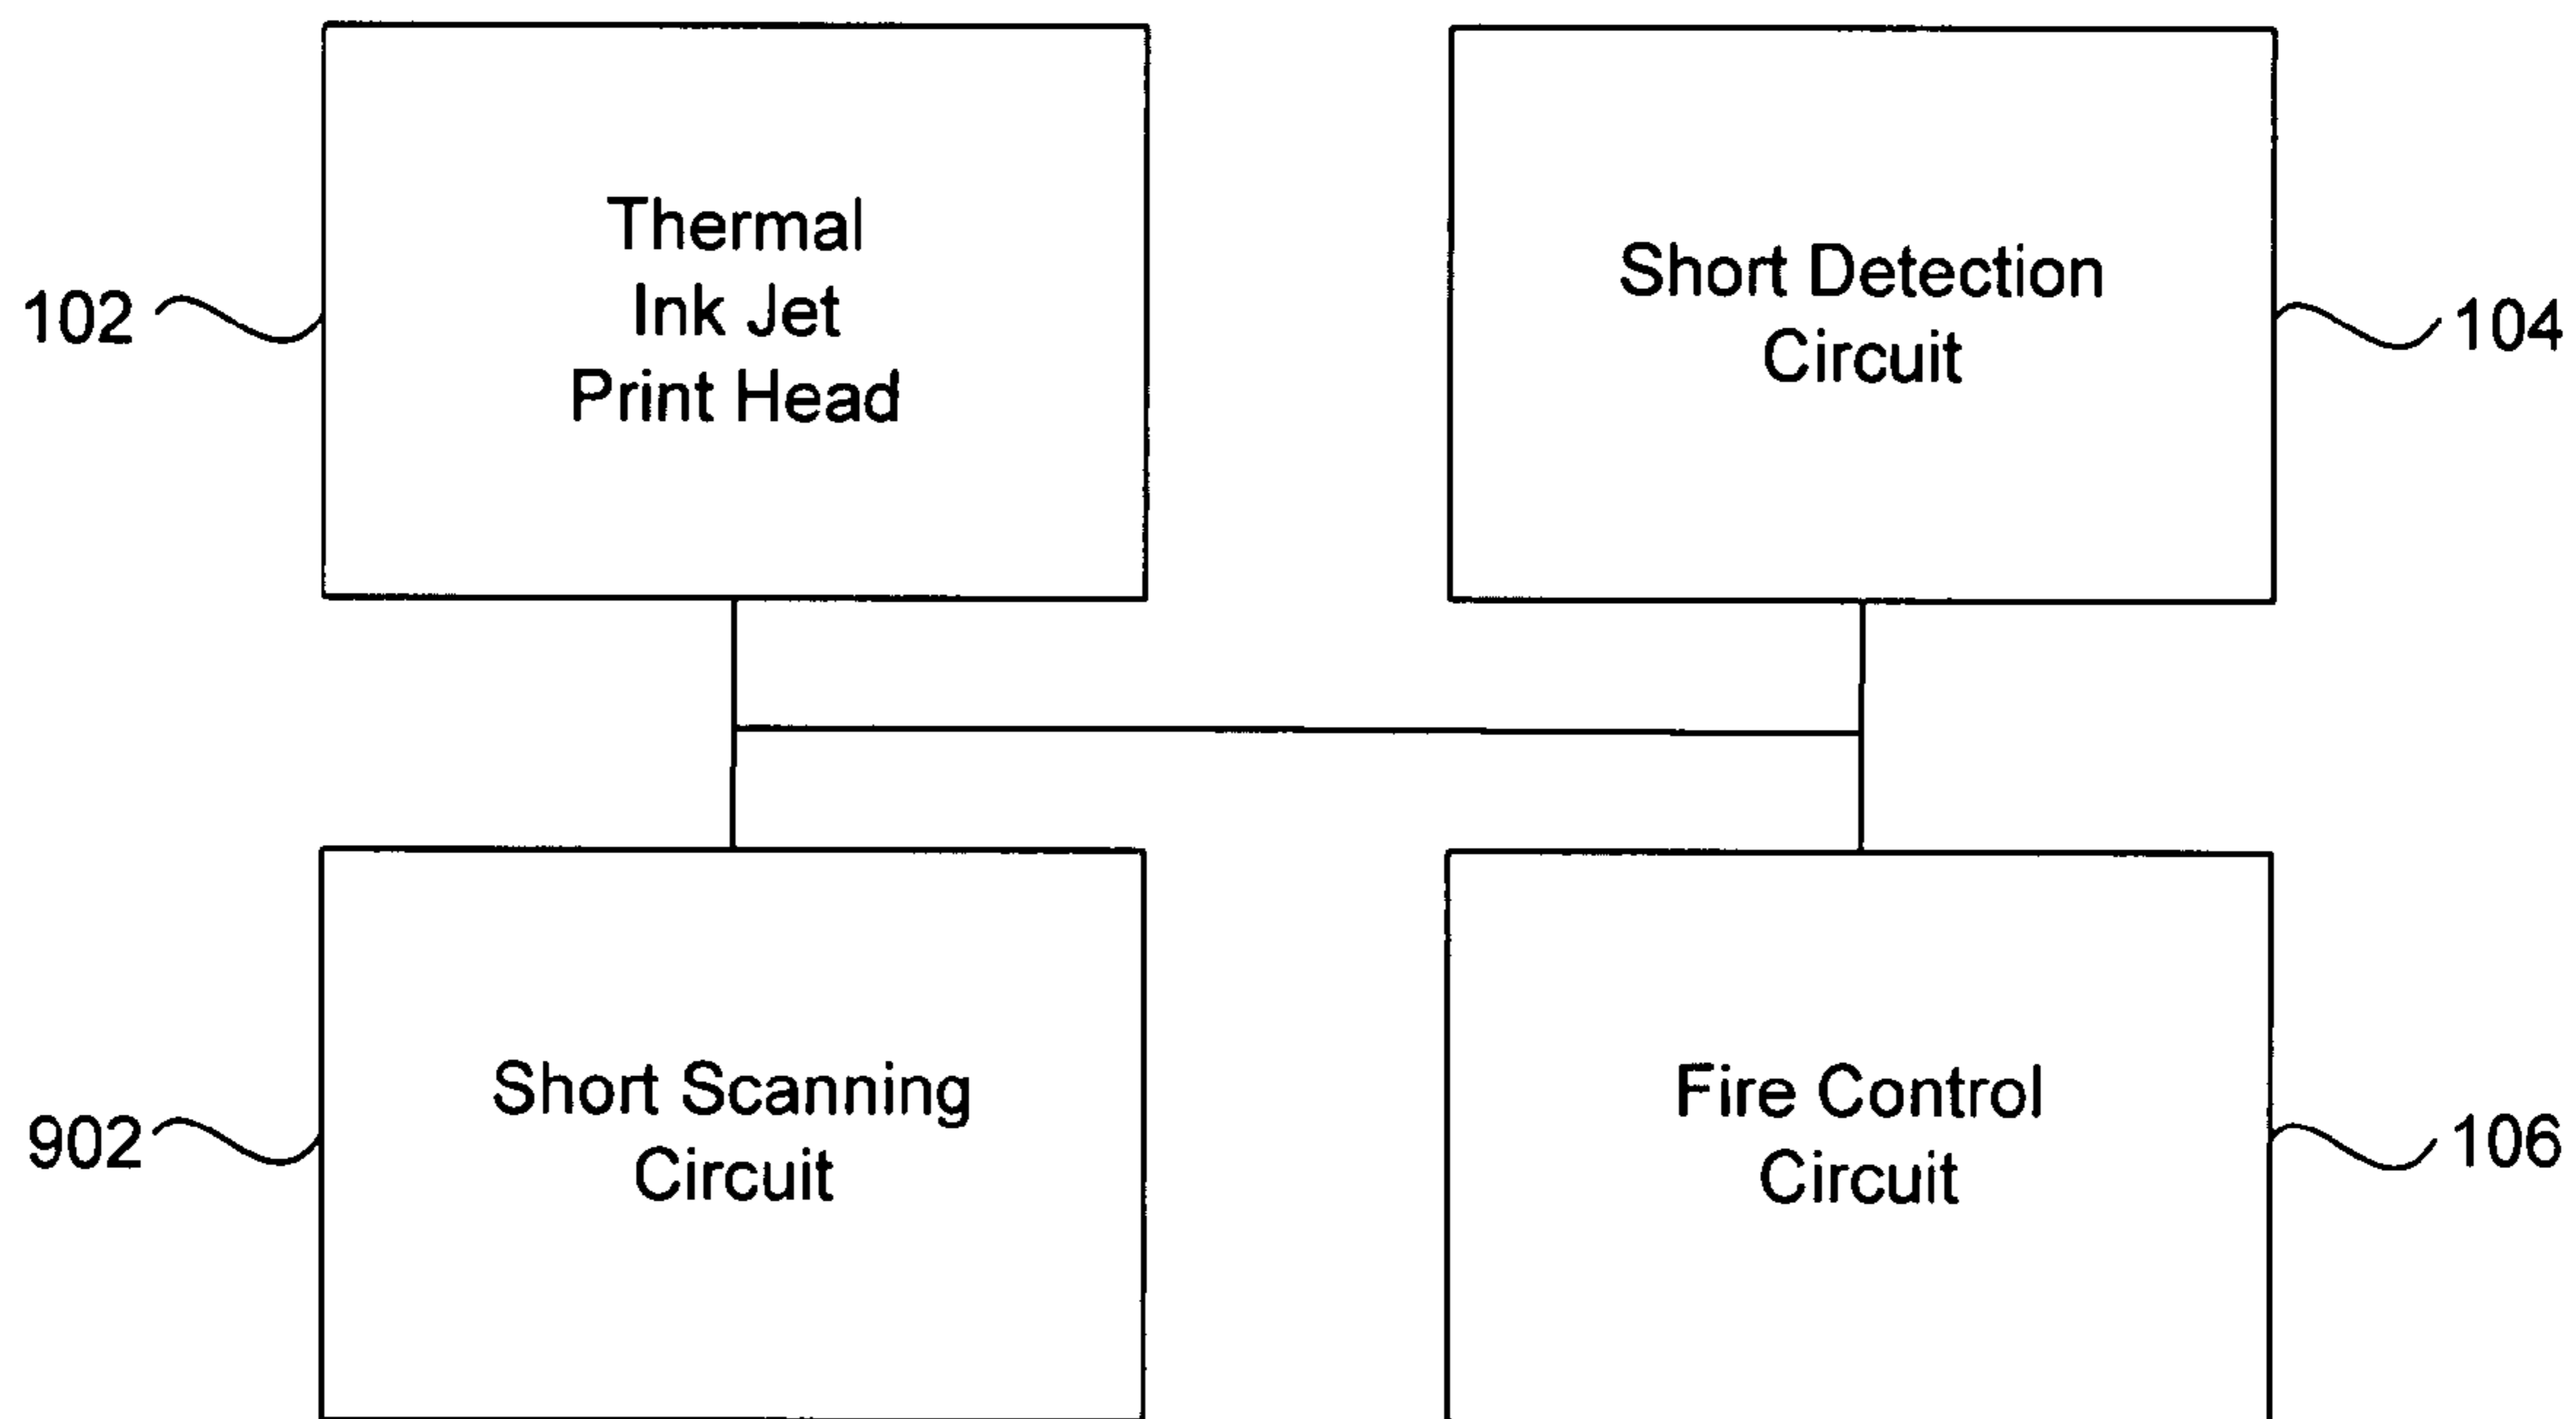 Thermal
Ink Jet
Print Head
102
Short Detection
Circuit
104
Short Scanning
Circuit
902
Fire Control
Circuit
106